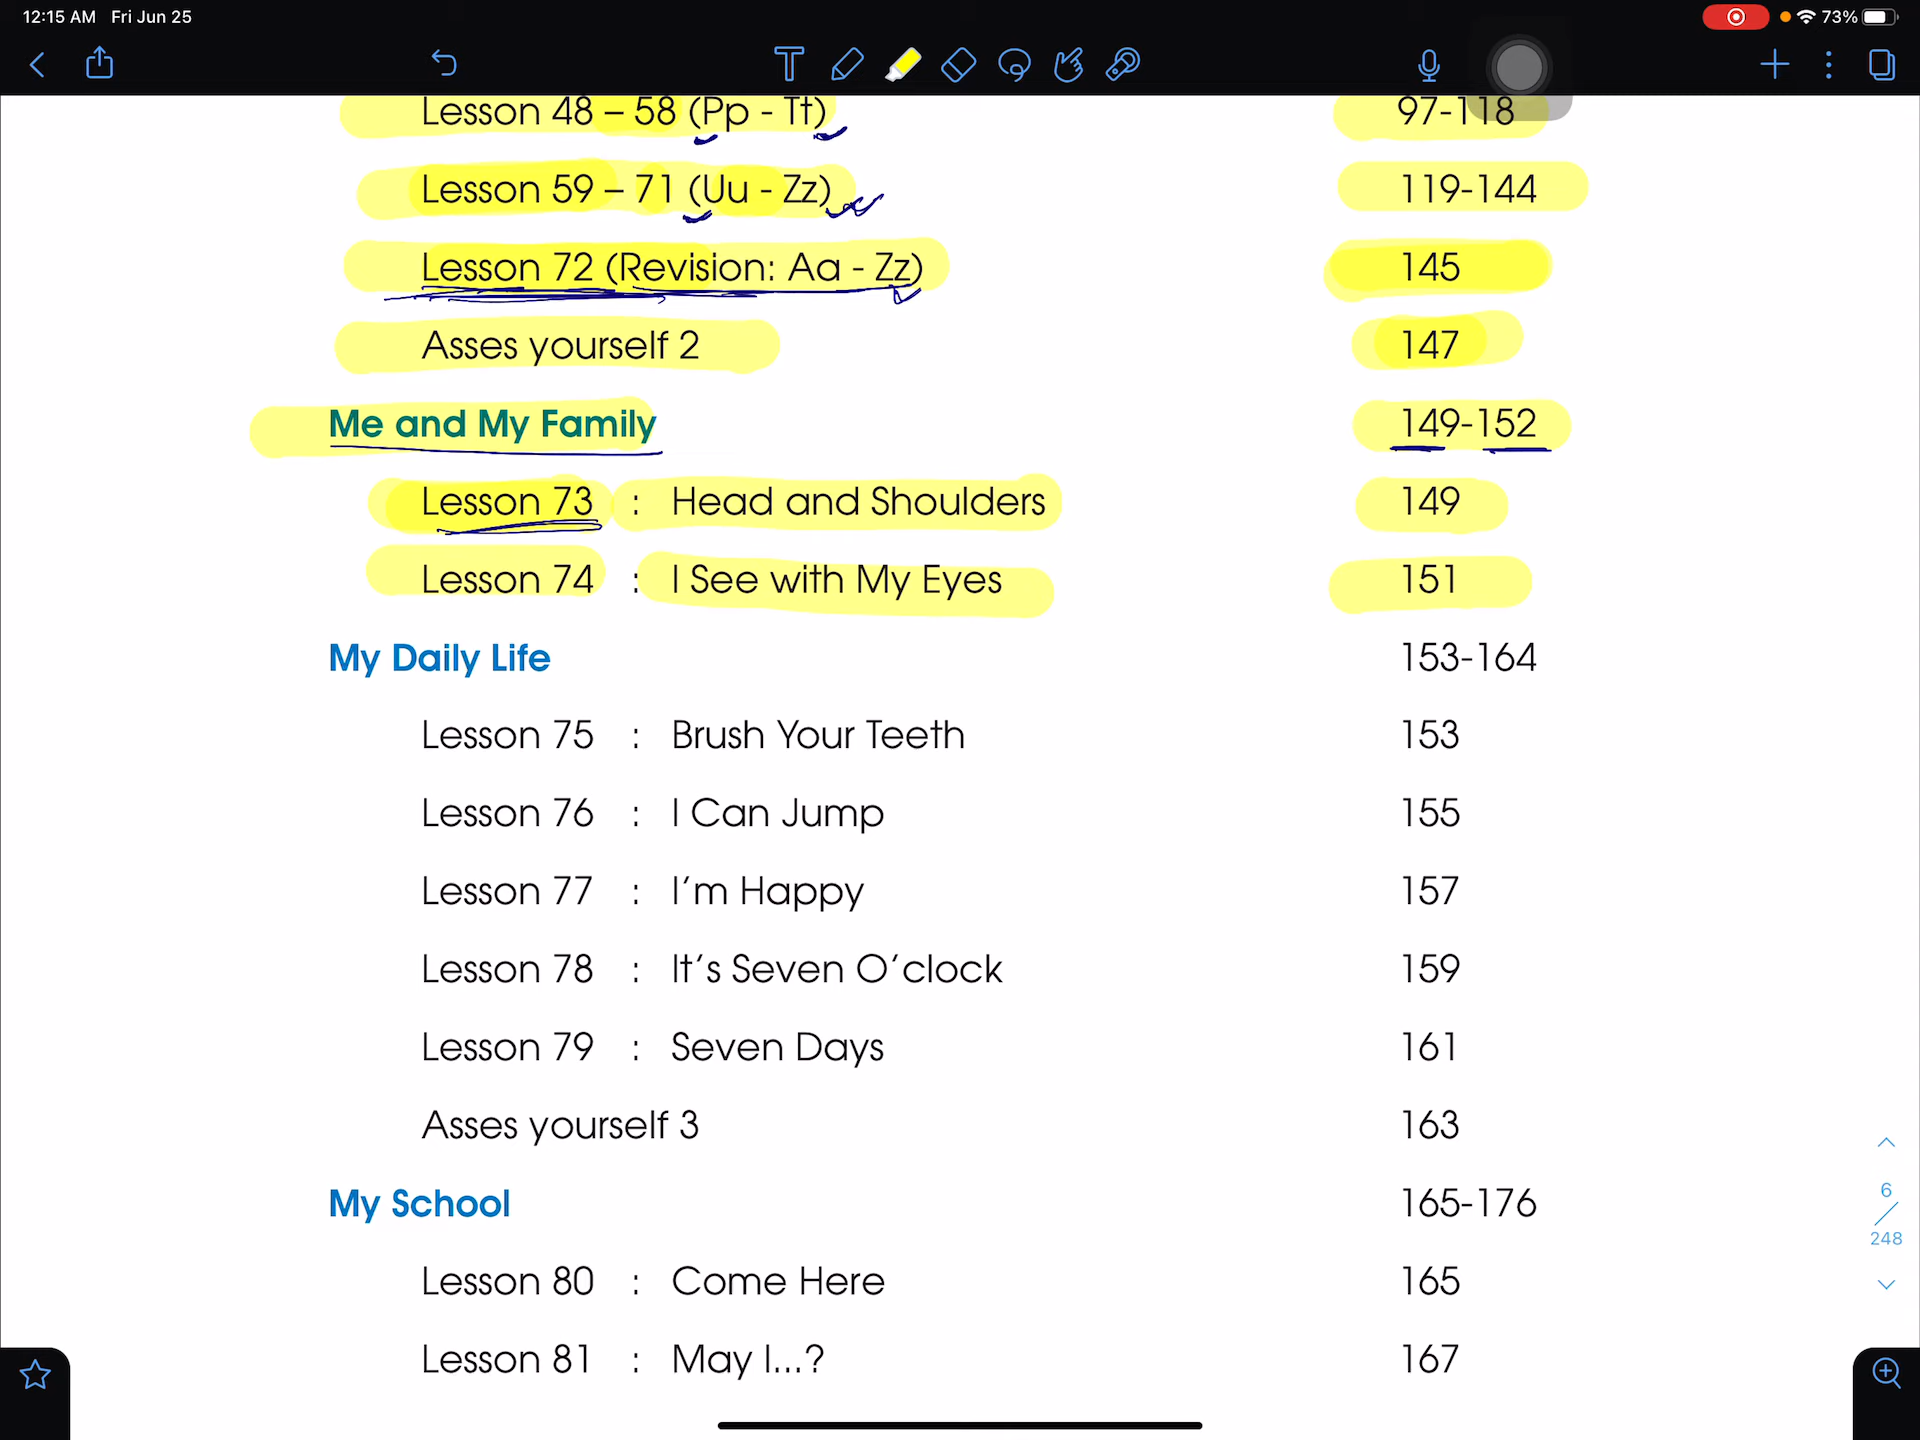 12:15 AM Fri Jun 25 73%
Lesson 48 – 58 (Pp - Tt) 97-118
Lesson 59 – 71 (Uu - Zz) 119-144
Lesson 72 (Revision: Aa - Zz) 145
Asses yourself 2 147
Me and My Family 149-152
Lesson 73 : Head and Shoulders 149
Lesson 74 : I See with My Eyes 151
My Daily Life 153-164
Lesson 75 : Brush Your Teeth 153
Lesson 76 : I Can Jump 155
Lesson 77 : I'm Happy 157
Lesson 78 : It's Seven O'clock 159
Lesson 79 : Seven Days 161
Asses yourself 3 163
My School 165-176
Lesson 80 : Come Here 165
Lesson 81 : May I...? 167
6
/
248